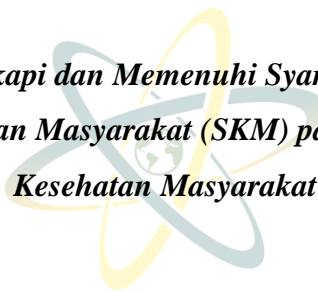 kapi dan Memenuhi Syar
an Masyarakat (SKM) pa
Kesehatan Masyarakat